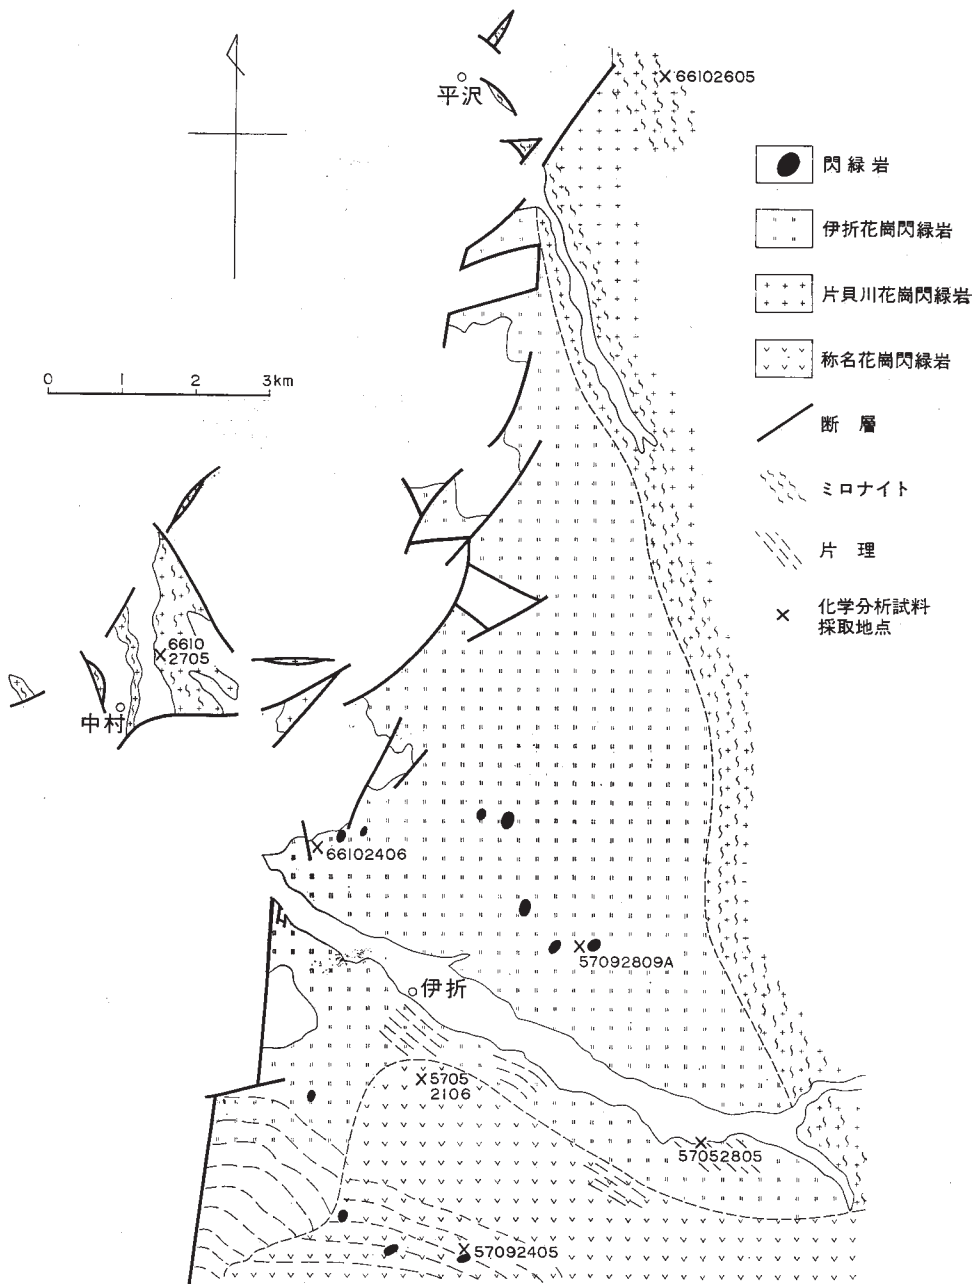 平沢
66102605
閃緑岩
伊折花崗閃緑岩
片貝川花崗閃緑岩
称名花崗閃緑岩
断層
ミロナイト
片理
化学分析試料
採取地点
0 1 2 3km
6610
2705
中村
66102406
57092809A
伊折
5705
2106
57052805
57092405